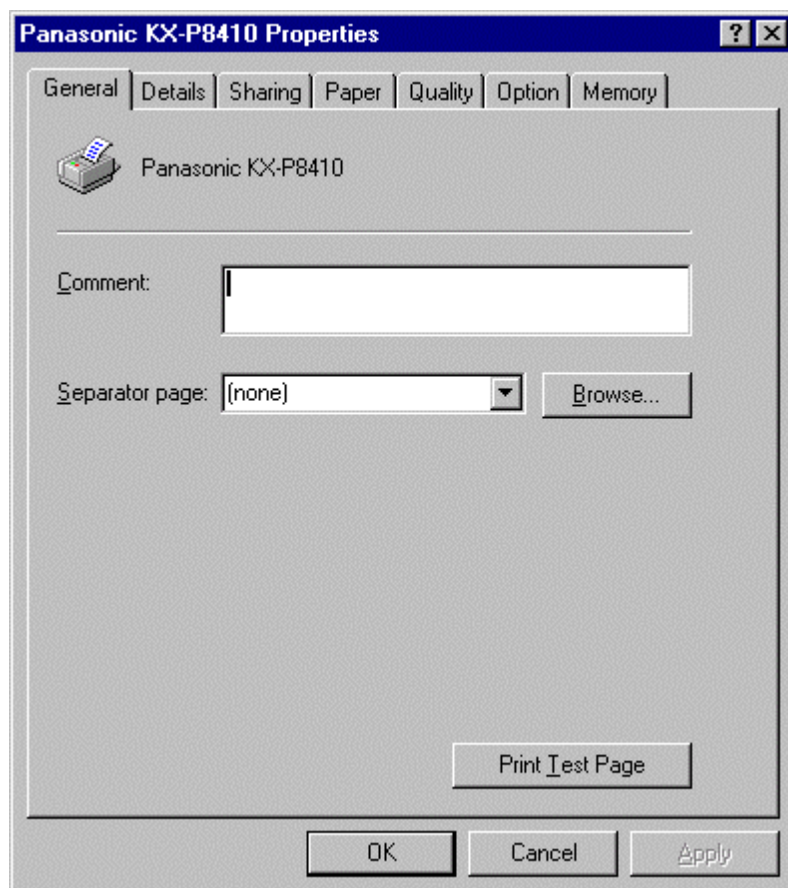 Panasonic KX-P8410 Properties
General Details Sharing Paper Quality Option Memory
Panasonic KX-P8410
Comment:
Separator page: (none) Browse...
Print Test Page
OK Cancel Apply